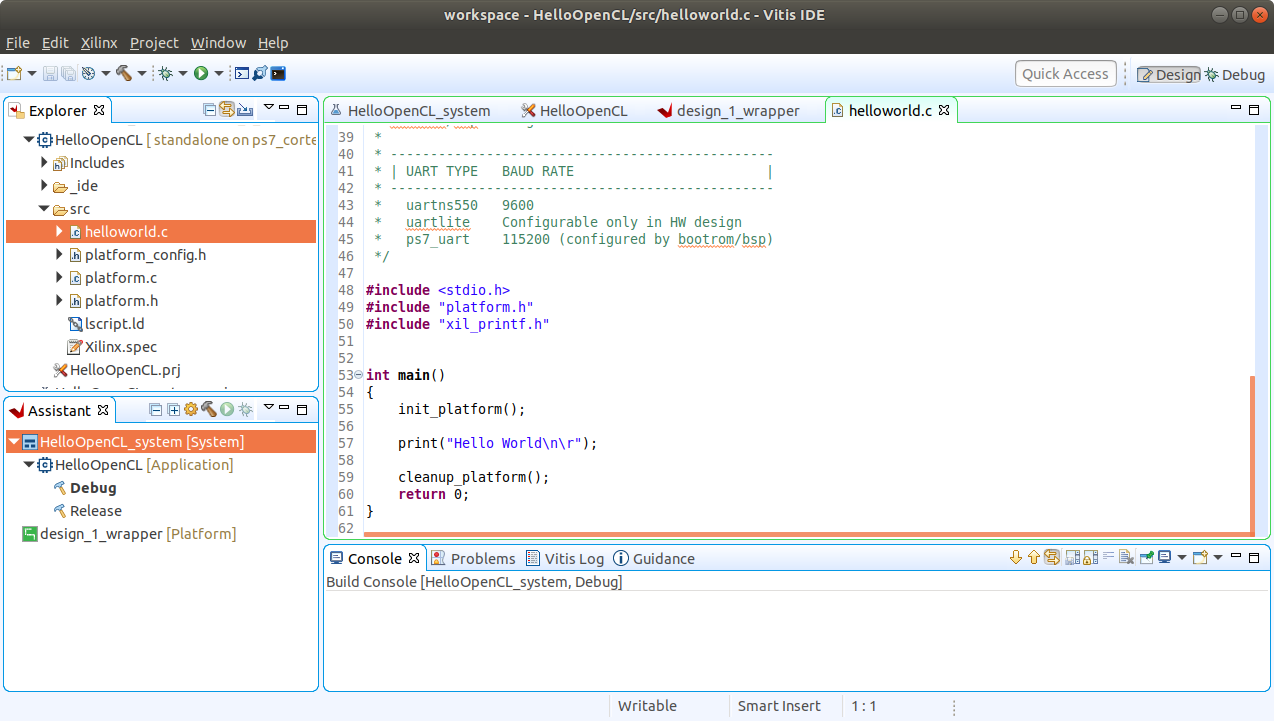 workspace - HelloOpenCL/src/helloworld.c - Vitis IDE
File Edit Xilinx Project Window Help
Quick Access Design Debug
Explorer
HelloOpenCL [ standalone on ps7_corte
Includes
_ide
src
helloworld.c
platform_config.h
platform.c
platform.h
lscript.ld
Xilinx.spec
HelloOpenCL.prj
Assistant
HelloOpenCL_system [System]
HelloOpenCL [Application]
Debug
Release
design_1_wrapper [Platform]
HelloOpenCL_system HelloOpenCL design_1_wrapper helloworld.c
39 *
40 * ------------------------------------------------
41 * | UART TYPE   BAUD RATE                        |
42 * ------------------------------------------------
43 *   uartns550   9600
44 *   uartlite    Configurable only in HW design
45 *   ps7_uart    115200 (configured by bootrom/bsp)
46 */
47
48 #include <stdio.h>
49 #include "platform.h"
50 #include "xil_printf.h"
51
52
53 int main()
54 {
55     init_platform();
56
57     print("Hello World\n\r");
58
59     cleanup_platform();
60     return 0;
61 }
62
Console Problems Vitis Log Guidance
Build Console [HelloOpenCL_system, Debug]
Writable Smart Insert 1 : 1